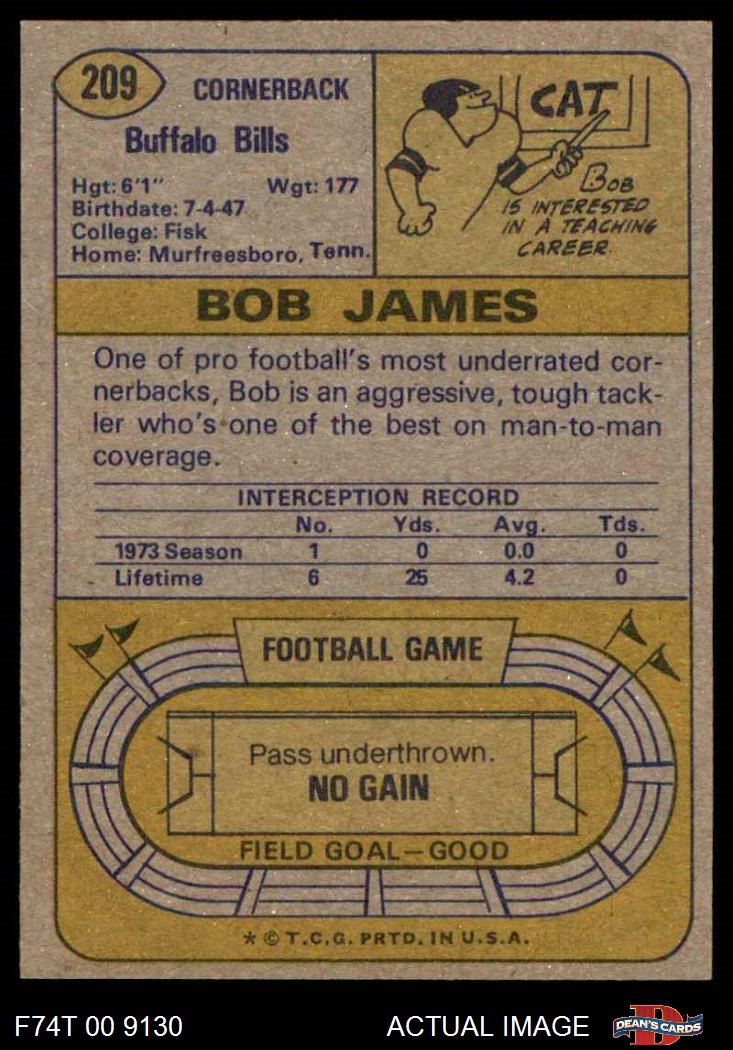 209
CORNERBACK
Buffalo Bills
Hgt: 6'1" Wgt: 177
Birthdate: 7-4-47
College: Fisk
Home: Murfreesboro, Tenn.
CAT
BOB
IS INTERESTED
IN A TEACHING
CAREER.
BOB JAMES
One of pro football's most underrated cor-
nerbacks, Bob is an aggressive, tough tack-
ler who's one of the best on man-to-man
coverage.
INTERCEPTION RECORD
No. Yds. Avg. Tds.
1973 Season 1 0 0.0 0
Lifetime 6 25 4.2 0
FOOTBALL GAME
Pass underthrown.
NO GAIN
FIELD GOAL—GOOD
* © T.C.G. PRTD. IN U.S.A.
F74T 00 9130 ACTUAL IMAGE
D
DEAN'S CARDS